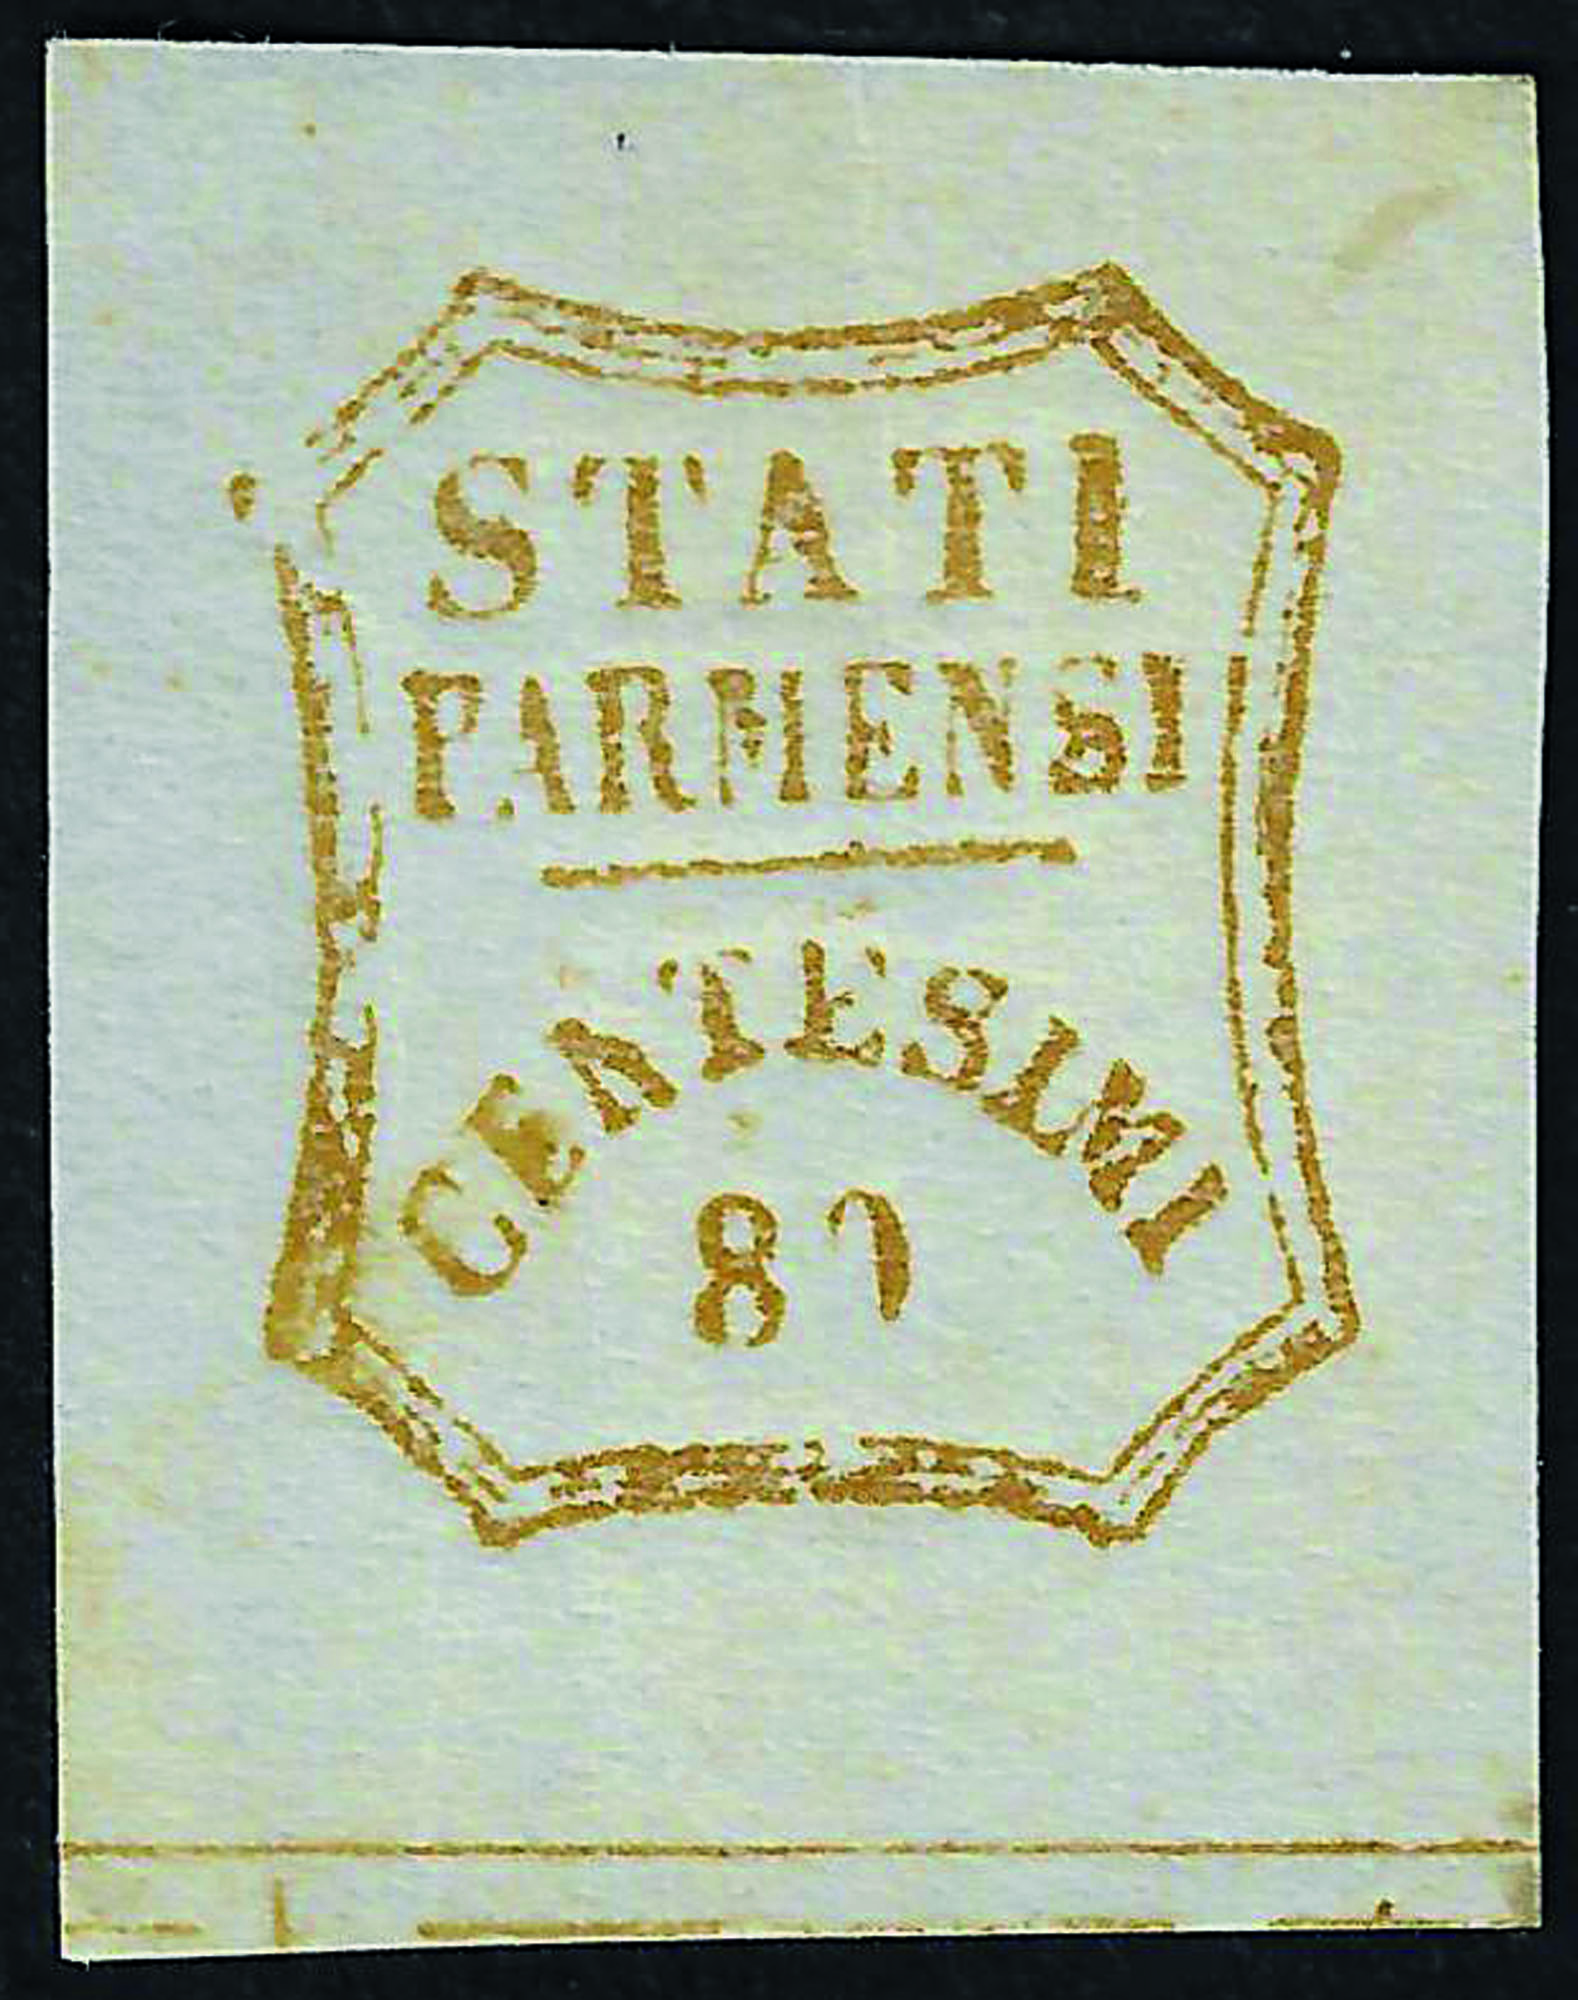 STATI
PARMENSI
CENTESIMI
80